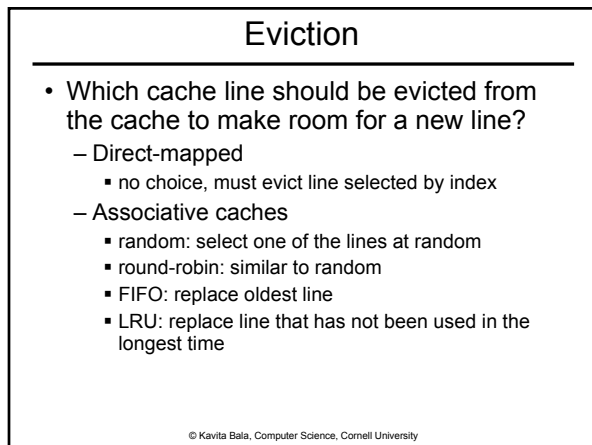 Eviction
• Which cache line should be evicted from
the cache to make room for a new line?
– Direct-mapped
▪ no choice, must evict line selected by index
– Associative caches
▪ random: select one of the lines at random
▪ round-robin: similar to random
▪ FIFO: replace oldest line
▪ LRU: replace line that has not been used in the
longest time
© Kavita Bala, Computer Science, Cornell University